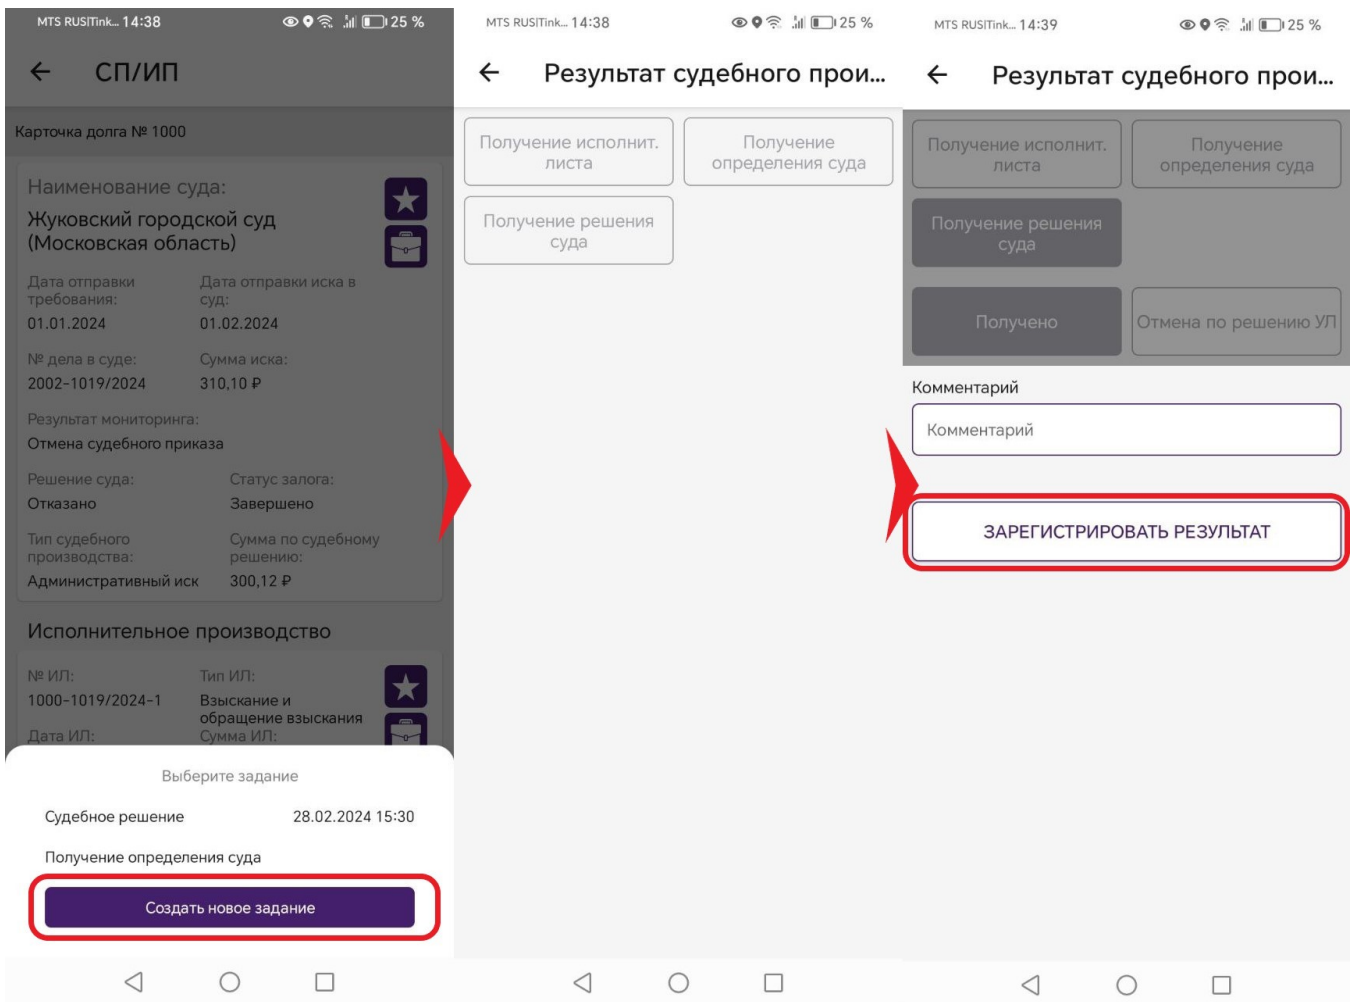 MTS RUS|Tink... 14:38 25 %
СП/ИП
Карточка долга № 1000
Наименование суда:
Жуковский городской суд
(Московская область)
Дата отправки
требования:
Дата отправки иска в
суд:
01.01.2024 01.02.2024
№ дела в суде: Сумма иска:
2002-1019/2024 310,10 ₽
Результат мониторинга:
Отмена судебного приказа
Решение суда: Статус залога:
Отказано Завершено
Тип судебного
производства:
Сумма по судебному
решению:
Административный иск 300,12 ₽
Исполнительное производство
№ ИЛ: Тип ИЛ:
1000-1019/2024-1 Взыскание и
обращение взыскания
Дата ИЛ: Сумма ИЛ:
Выберите задание
Судебное решение 28.02.2024 15:30
Получение определения суда
Создать новое задание
MTS RUS|Tink... 14:38 25 %
Результат судебного прои...
Получение исполнит.
листа
Получение
определения суда
Получение решения
суда
MTS RUS|Tink... 14:39 25 %
Результат судебного прои...
Получение исполнит.
листа
Получение
определения суда
Получение решения
суда
Получено Отмена по решению УЛ
Комментарий
Комментарий
ЗАРЕГИСТРИРОВАТЬ РЕЗУЛЬТАТ